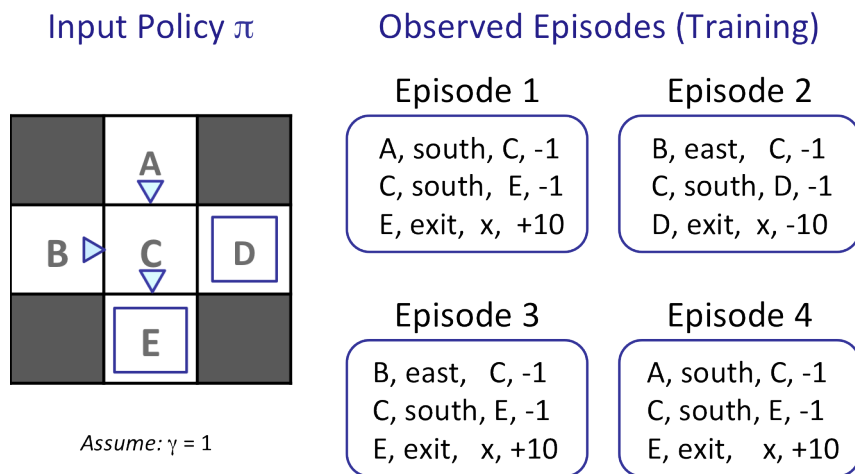 Input Policy π
Observed Episodes (Training)
A
B
C
D
E
Assume: γ = 1
Episode 1
A, south, C, -1
C, south, E, -1
E, exit, x, +10
Episode 2
B, east, C, -1
C, south, D, -1
D, exit, x, -10
Episode 3
B, east, C, -1
C, south, E, -1
E, exit, x, +10
Episode 4
A, south, C, -1
C, south, E, -1
E, exit, x, +10